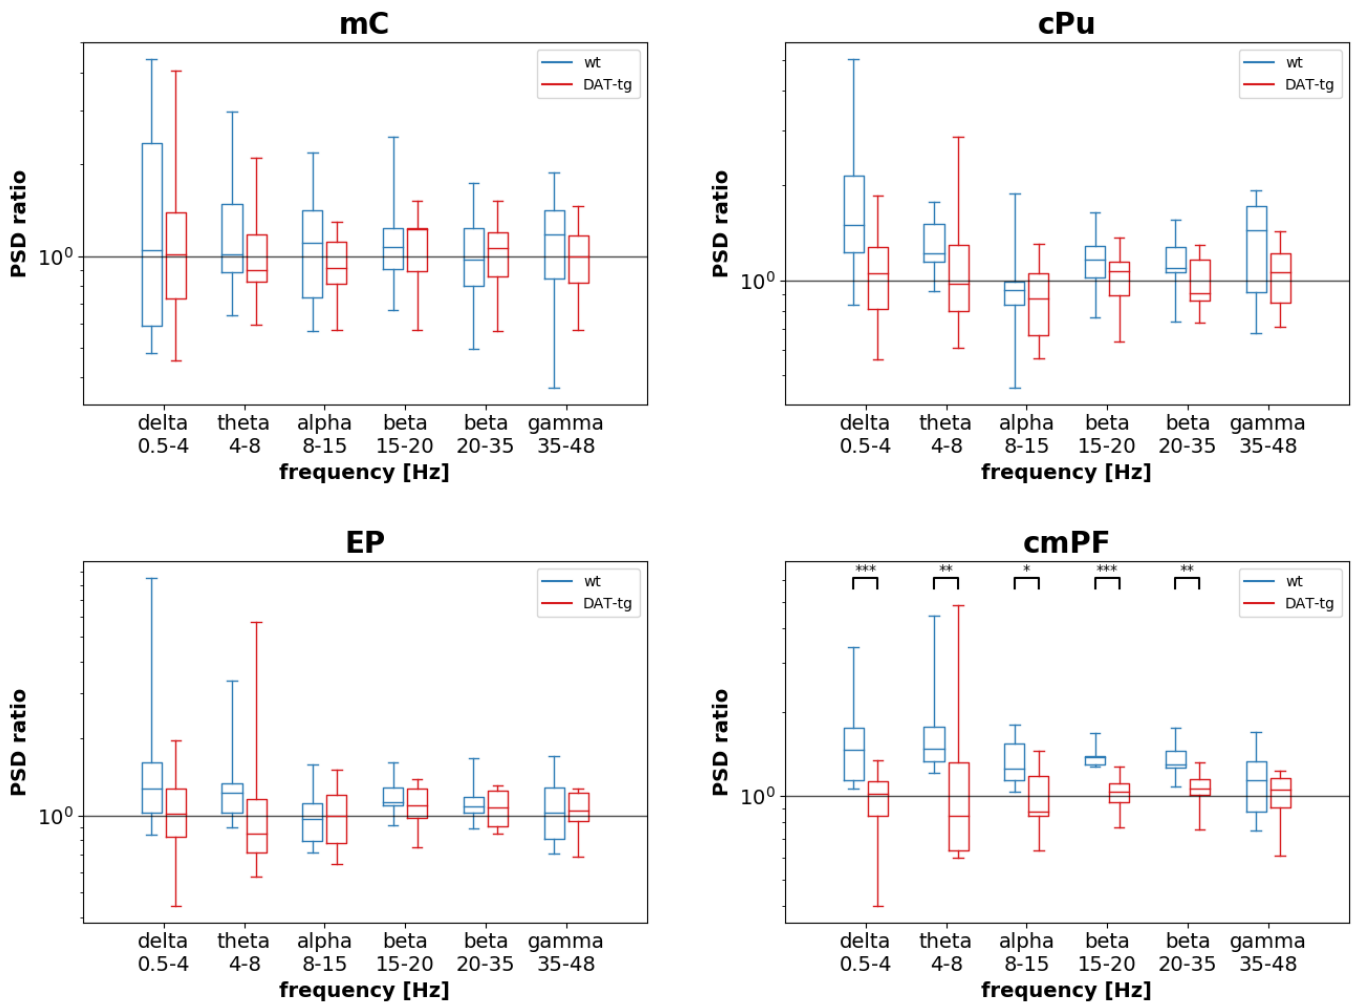 mC
wt
DAT-tg
PSD ratio
10⁰
delta theta alpha beta beta gamma
0.5-4 4-8 8-15 15-20 20-35 35-48
frequency [Hz]
cPu
wt
DAT-tg
PSD ratio
10⁰
delta theta alpha beta beta gamma
0.5-4 4-8 8-15 15-20 20-35 35-48
frequency [Hz]
EP
wt
DAT-tg
PSD ratio
10⁰
delta theta alpha beta beta gamma
0.5-4 4-8 8-15 15-20 20-35 35-48
frequency [Hz]
cmPF
*** ** * *** **
wt
DAT-tg
PSD ratio
10⁰
delta theta alpha beta beta gamma
0.5-4 4-8 8-15 15-20 20-35 35-48
frequency [Hz]